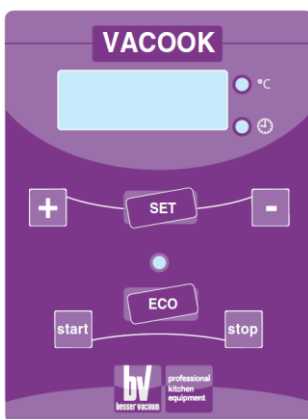 VACOOK
°C
+ SET -
ECO
start stop
bv professional
kitchen
besser vacuum equipment